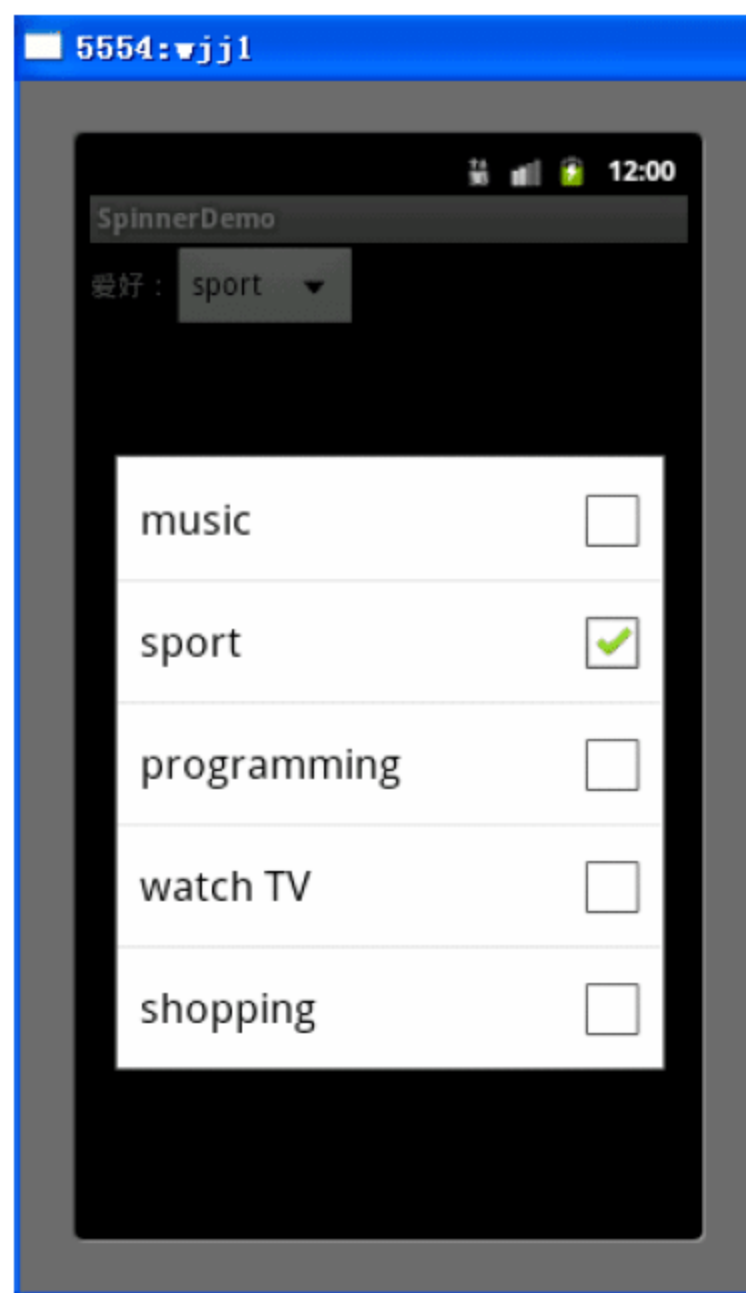 5554:wjj1
12:00
SpinnerDemo
爱好： sport
music
sport
programming
watch TV
shopping